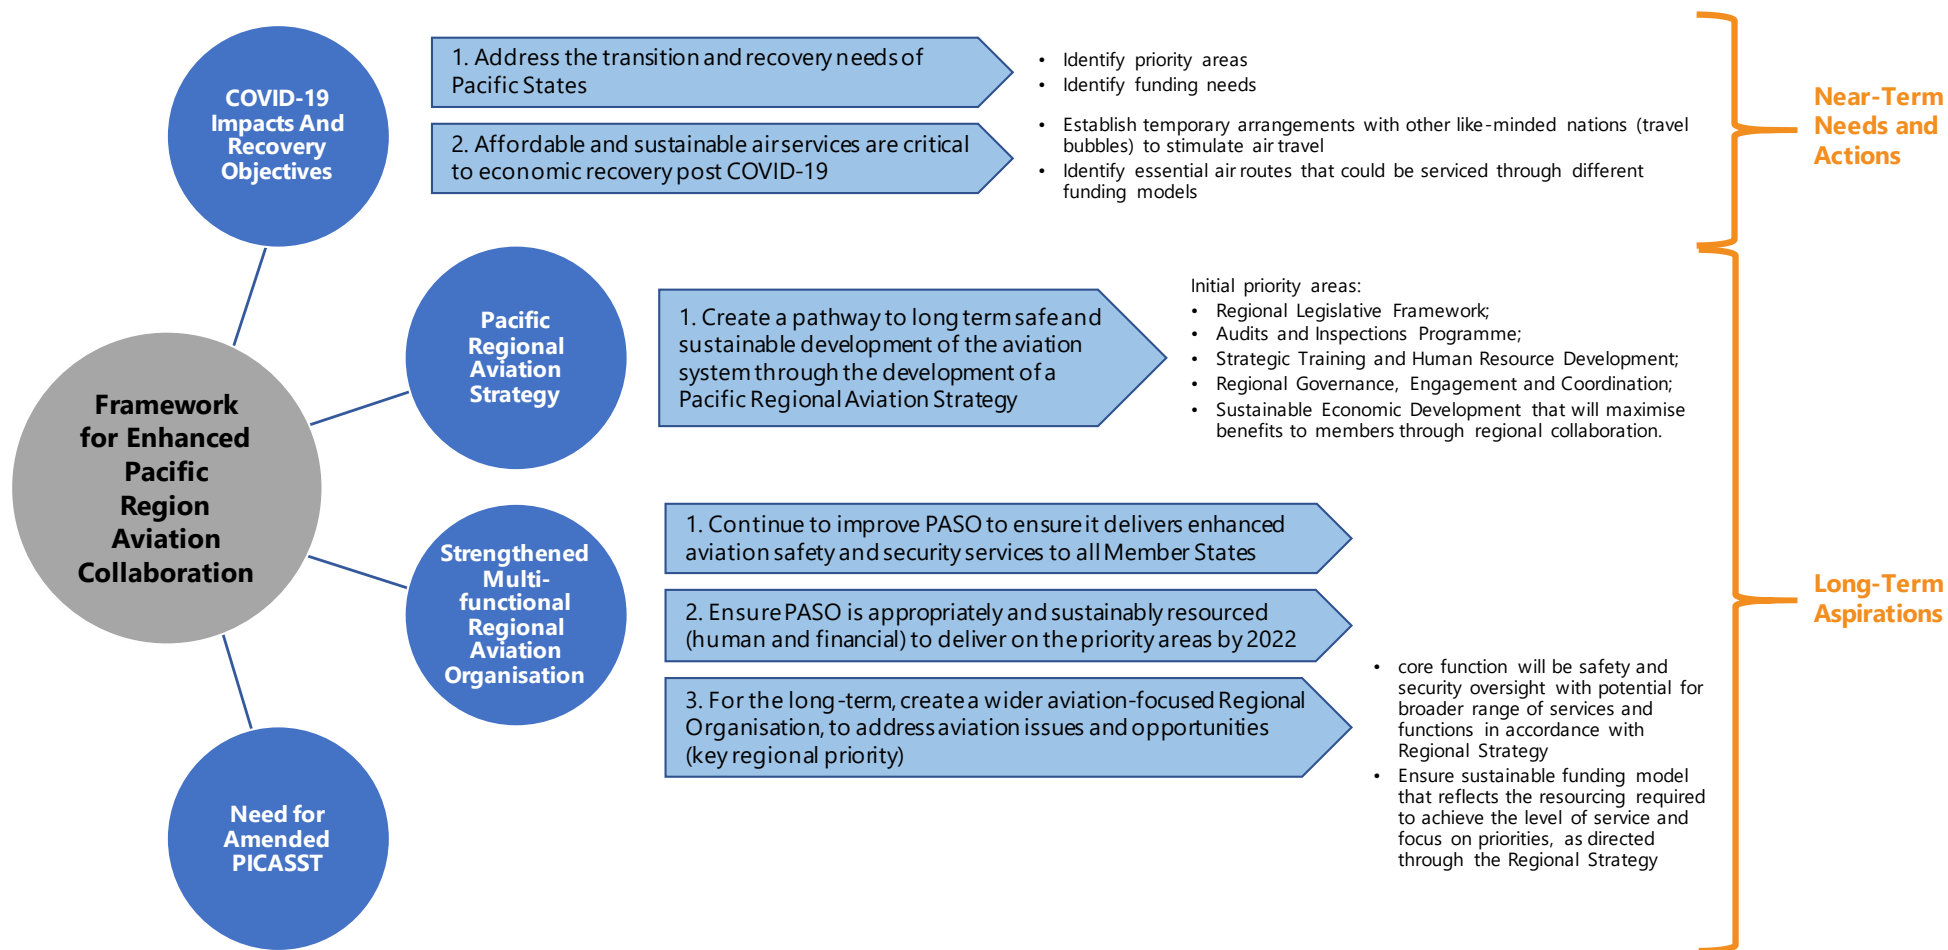 Framework
for Enhanced
Pacific
Region
Aviation
Collaboration
COVID-19
Impacts And
Recovery
Objectives
1. Address the transition and recovery needs of
Pacific States
2. Affordable and sustainable air services are critical
to economic recovery post COVID-19
• Identify priority areas
• Identify funding needs
• Establish temporary arrangements with other like-minded nations (travel
bubbles) to stimulate air travel
• Identify essential air routes that could be serviced through different
funding models
Near-Term
Needs and
Actions
Pacific
Regional
Aviation
Strategy
1. Create a pathway to long term safe and
sustainable development of the aviation
system through the development of a
Pacific Regional Aviation Strategy
Initial priority areas:
• Regional Legislative Framework;
• Audits and Inspections Programme;
• Strategic Training and Human Resource Development;
• Regional Governance, Engagement and Coordination;
• Sustainable Economic Development that will maximise
benefits to members through regional collaboration.
Strengthened
Multi-
functional
Regional
Aviation
Organisation
1. Continue to improve PASO to ensure it delivers enhanced
aviation safety and security services to all Member States
2. Ensure PASO is appropriately and sustainably resourced
(human and financial) to deliver on the priority areas by 2022
3. For the long-term, create a wider aviation-focused Regional
Organisation, to address aviation issues and opportunities
(key regional priority)
• core function will be safety and
security oversight with potential for
broader range of services and
functions in accordance with
Regional Strategy
• Ensure sustainable funding model
that reflects the resourcing required
to achieve the level of service and
focus on priorities, as directed
through the Regional Strategy
Long-Term
Aspirations
Need for
Amended
PICASST